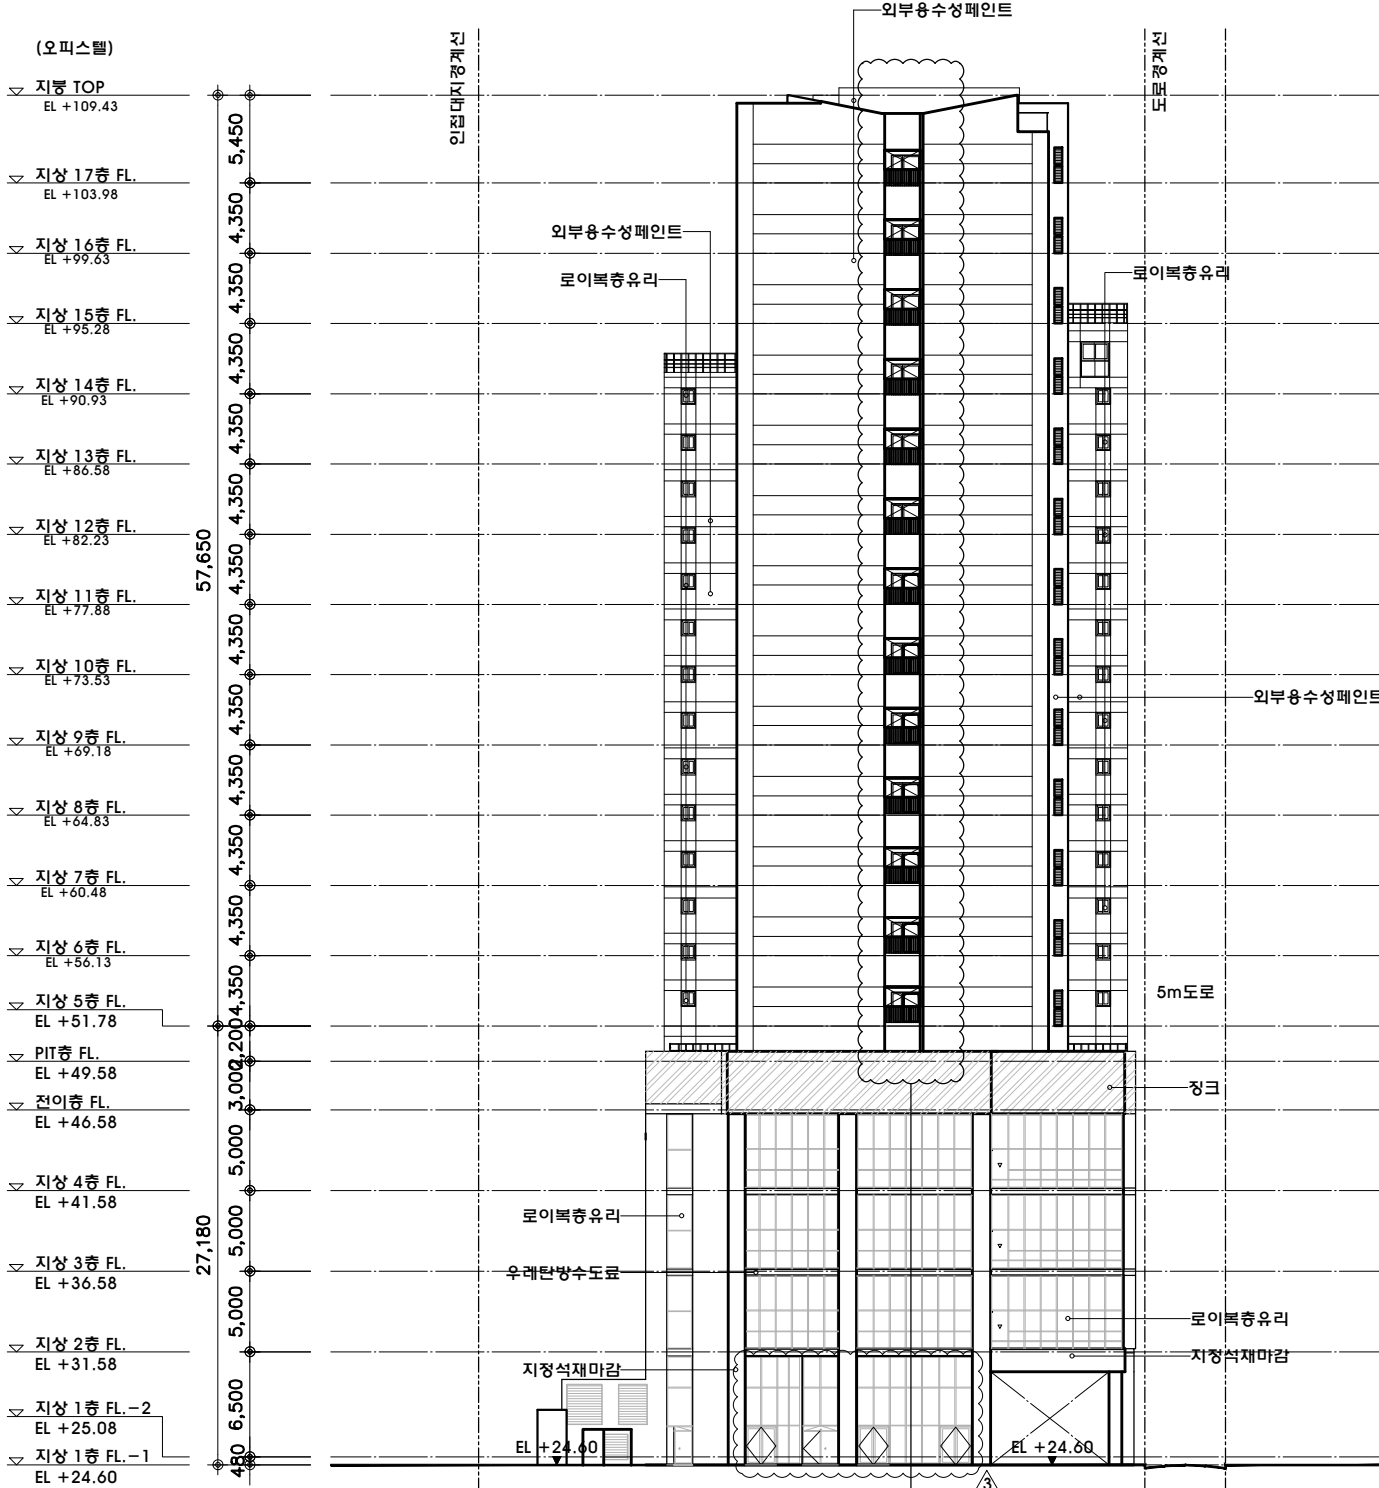 외부용수성페인트
(오피스텔)
인접대지경계선
도로경계선
지붕 TOP
EL +109.43
5,450
지상 17층 FL.
EL +103.98
4,350
외부용수성페인트
지상 16층 FL.
EL +99.63
로이복층유리
로이복층유리
4,350
지상 15층 FL.
EL +95.28
4,350
지상 14층 FL.
EL +90.93
4,350
지상 13층 FL.
EL +86.58
4,350
지상 12층 FL.
EL +82.23
57,650
4,350
지상 11층 FL.
EL +77.88
4,350
지상 10층 FL.
EL +73.53
외부용수성페인트
4,350
지상 9층 FL.
EL +69.18
4,350
지상 8층 FL.
EL +64.83
4,350
지상 7층 FL.
EL +60.48
4,350
지상 6층 FL.
EL +56.13
4,350
5m도로
지상 5층 FL.
EL +51.78
2,200
PIT층 FL.
EL +49.58
징크
3,000
전이층 FL.
EL +46.58
5,000
지상 4층 FL.
EL +41.58
로이복층유리
27,180
5,000
지상 3층 FL.
EL +36.58
우레탄방수도료
5,000
로이복층유리
지상 2층 FL.
EL +31.58
지정석재마감
지정석재마감
6,500
지상 1층 FL.-2
EL +25.08
EL +24.60
EL +24.60
480
지상 1층 FL.-1
EL +24.60
3